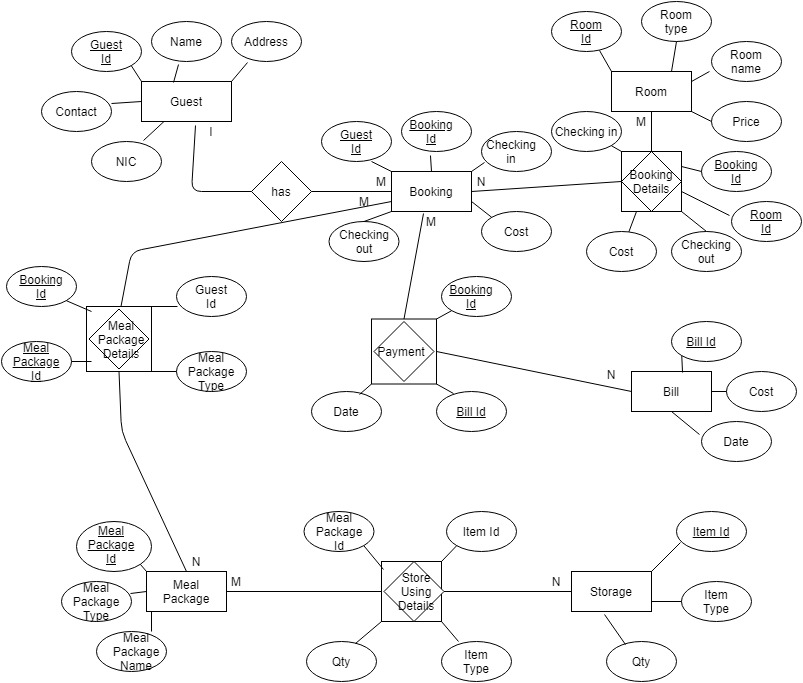 Guest
Id
Name
Address
Contact
NIC
Guest
I
has
M
M
Guest
Id
Booking
Id
Checking
in
Booking
Checking
out
Cost
N
M
Room
Id
Room
type
Room
name
Price
Room
M
Checking in
Booking
Id
Booking
Details
Room
Id
Cost
Checking
out
Booking
Id
Guest
Id
Meal
Package
Details
Meal
Package
Id
Meal
Package
Type
Booking
Id
Payment
Date
Bill Id
N
Bill Id
Bill
Cost
Date
Meal
Package
Id
N
Meal
Package
Type
Meal
Package
M
Meal
Package
Name
Meal
Package
Id
Item Id
Store
Using
Details
Qty
Item
Type
N
Item Id
Storage
Item
Type
Qty